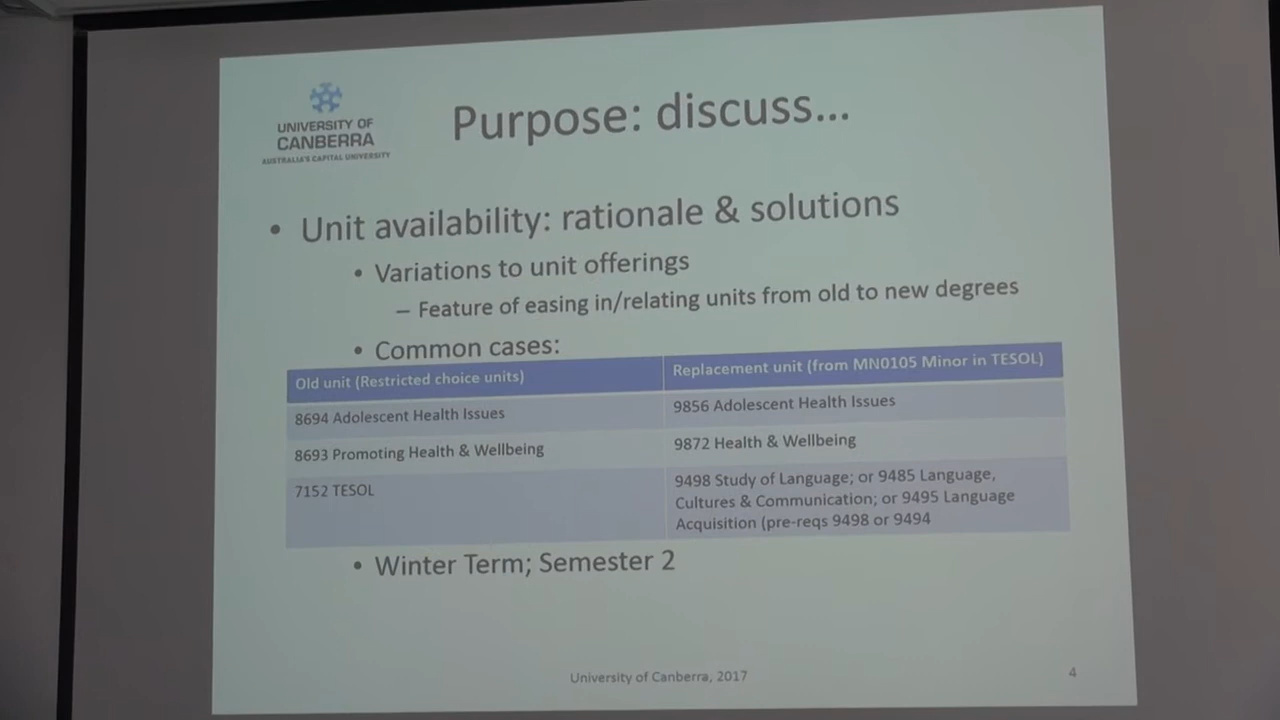 UNIVERSITY OF
CANBERRA
AUSTRALIA'S CAPITAL UNIVERSITY
Purpose: discuss...
• Unit availability: rationale & solutions
• Variations to unit offerings
– Feature of easing in/relating units from old to new degrees
• Common cases:
Old unit (Restricted choice units)
Replacement unit (from MN0105 Minor in TESOL)
8694 Adolescent Health Issues
9856 Adolescent Health Issues
8693 Promoting Health & Wellbeing
9872 Health & Wellbeing
7152 TESOL
9498 Study of Language; or 9485 Language,
Cultures & Communication; or 9495 Language
Acquisition (pre-reqs 9498 or 9494
• Winter Term; Semester 2
University of Canberra, 2017
4